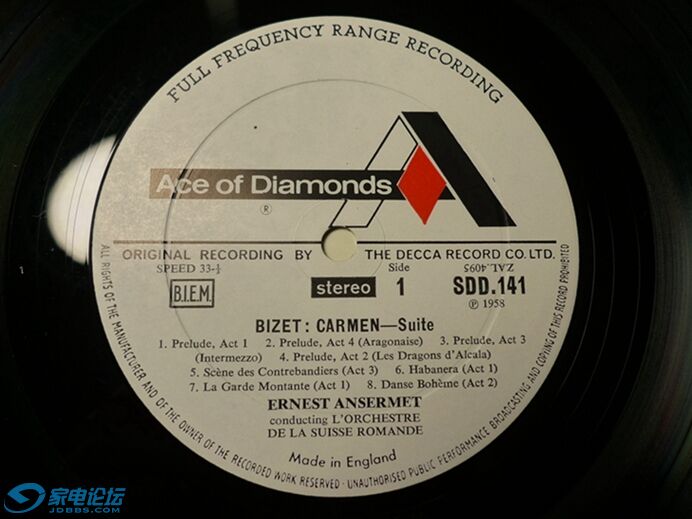 FULL FREQUENCY RANGE RECORDING
Ace of Diamonds
®
ORIGINAL RECORDING BY THE DECCA RECORD CO. LTD.
SPEED 33-⅓
B.I.E.M.
stereo
Side
1
ZAL.4095
SDD.141
℗ 1958
BIZET: CARMEN—Suite
1. Prelude, Act 1 2. Prelude, Act 4 (Aragonaise) 3. Prelude, Act 3
(Intermezzo) 4. Prelude, Act 2 (Les Dragons d'Alcala)
5. Scène des Contrebandiers (Act 3) 6. Habanera (Act 1)
7. La Garde Montante (Act 1) 8. Danse Bohème (Act 2)
ERNEST ANSERMET
conducting L'ORCHESTRE
DE LA SUISSE ROMANDE
Made in England
ALL RIGHTS OF THE MANUFACTURER AND OF THE OWNER OF THE RECORDED WORK RESERVED · UNAUTHORISED PUBLIC PERFORMANCE BROADCASTING AND COPYING OF THIS RECORD PROHIBITED
家电论坛
JDBBS.COM